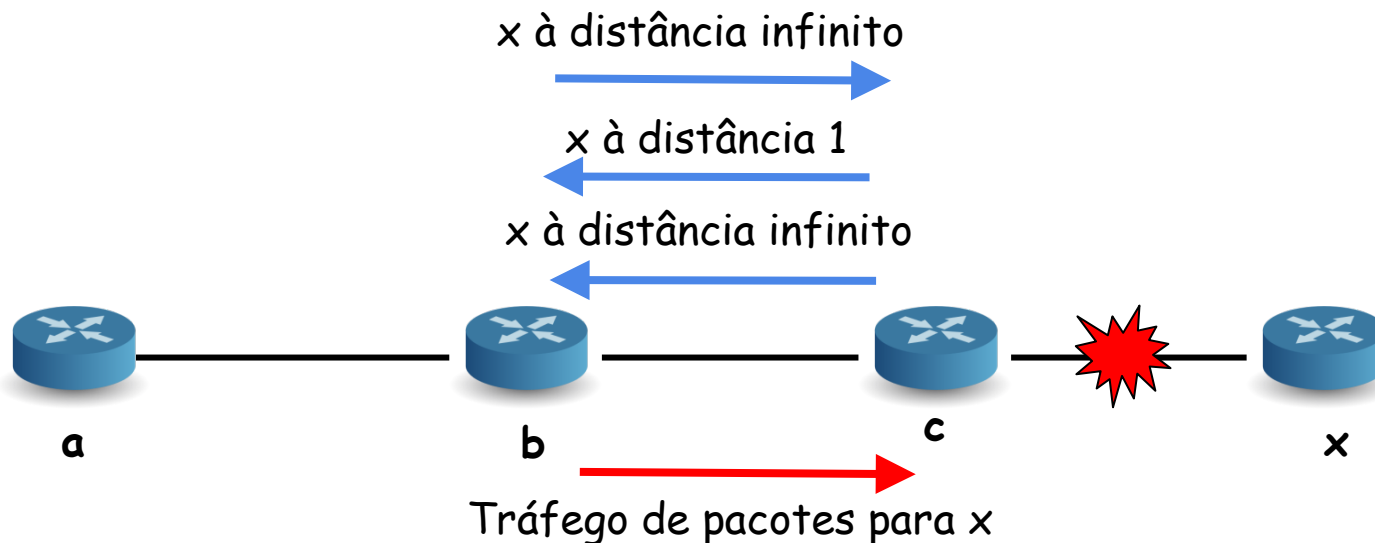 x à distância infinito
x à distância 1
x à distância infinito
a
b
c
x
Tráfego de pacotes para x